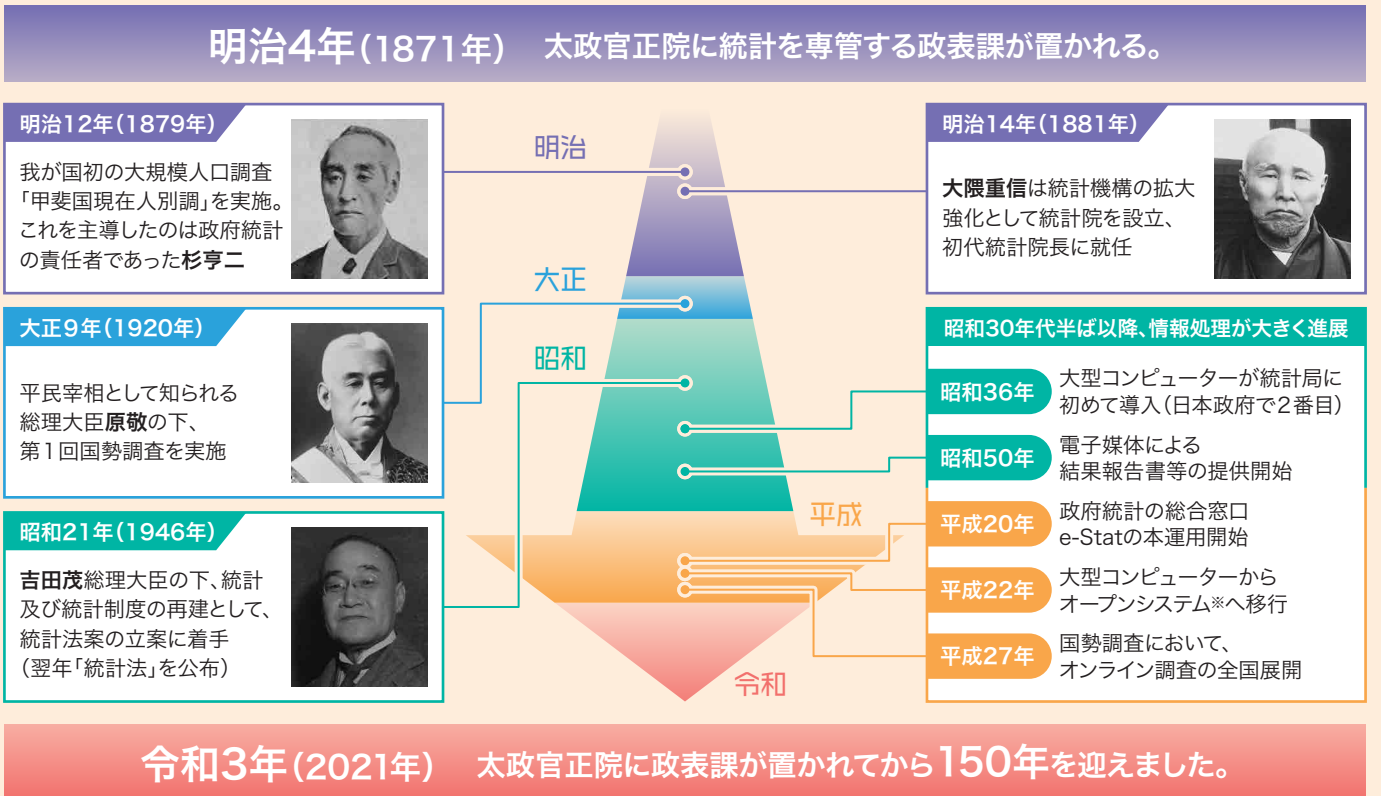 明治4年(1871年) 太政官正院に統計を専管する政表課が置かれる。
明治12年(1879年)
我が国初の大規模人口調査
「甲斐国現在人別調」を実施。
これを主導したのは政府統計
の責任者であった杉亨二
明治
明治14年(1881年)
大隈重信は統計機構の拡大
強化として統計院を設立、
初代統計院長に就任
大正9年(1920年)
平民宰相として知られる
総理大臣原敬の下、
第1回国勢調査を実施
大正
昭和21年(1946年)
吉田茂総理大臣の下、統計
及び統計制度の再建として、
統計法案の立案に着手
(翌年「統計法」を公布)
昭和
昭和30年代半ば以降、情報処理が大きく進展
昭和36年
大型コンピューターが統計局に
初めて導入(日本政府で2番目)
昭和50年
電子媒体による
結果報告書等の提供開始
平成
平成20年
政府統計の総合窓口
e-Statの本運用開始
平成22年
大型コンピューターから
オープンシステム※へ移行
平成27年
国勢調査において、
オンライン調査の全国展開
令和
令和3年(2021年) 太政官正院に政表課が置かれてから150年を迎えました。